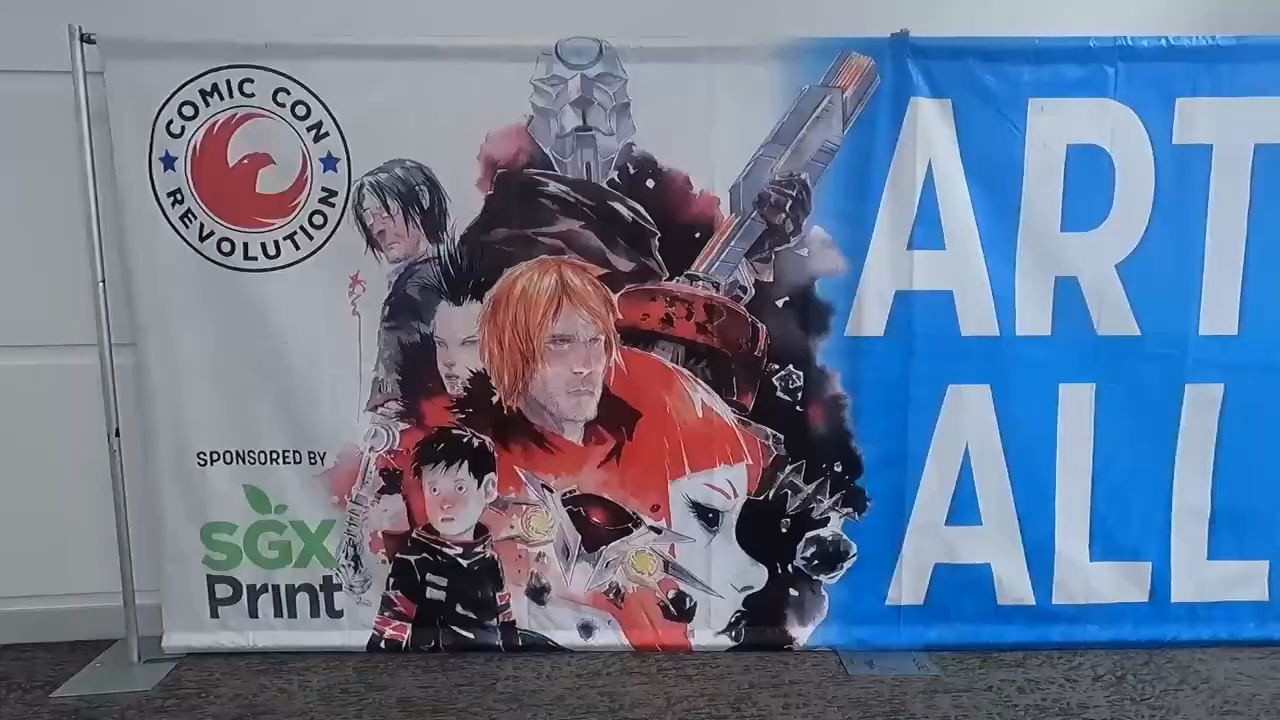 COMIC CON
REVOLUTION
SPONSORED BY
SGX
Print
ART
ALL